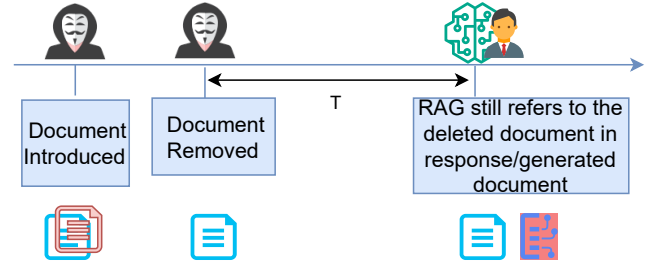 T
Document
Introduced
Document
Removed
RAG still refers to the
deleted document in
response/generated
document